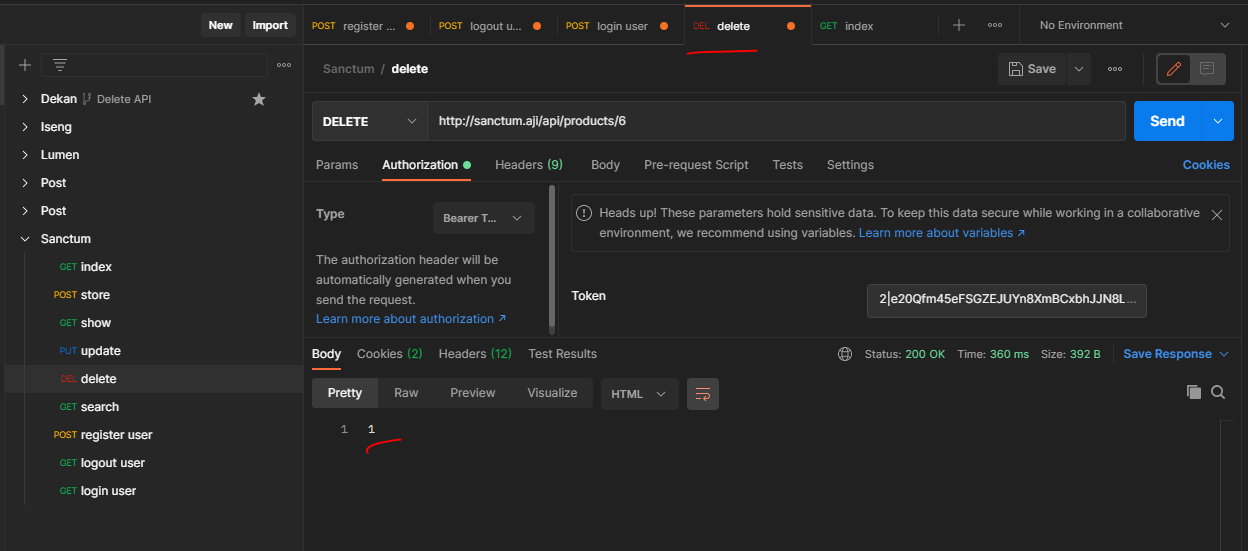 New
Import
POST register ...
POST logout u...
POST login user
DEL delete
GET index
No Environment
Sanctum / delete
Save
Dekan Delete API
Iseng
Lumen
Post
Post
Sanctum
GET index
POST store
GET show
PUT update
DEL delete
GET search
POST register user
GET logout user
GET login user
DELETE
http://sanctum.aji/api/products/6
Send
Params
Authorization
Headers (9)
Body
Pre-request Script
Tests
Settings
Cookies
Type
Bearer T...
The authorization header will be
automatically generated when you
send the request.
Learn more about authorization ↗
Heads up! These parameters hold sensitive data. To keep this data secure while working in a collaborative
environment, we recommend using variables. Learn more about variables ↗
Token
2|e20Qfm45eFSGZEJUYn8XmBCxbhJJN8L...
Body
Cookies (2)
Headers (12)
Test Results
Status: 200 OK
Time: 360 ms
Size: 392 B
Save Response
Pretty
Raw
Preview
Visualize
HTML
1 1